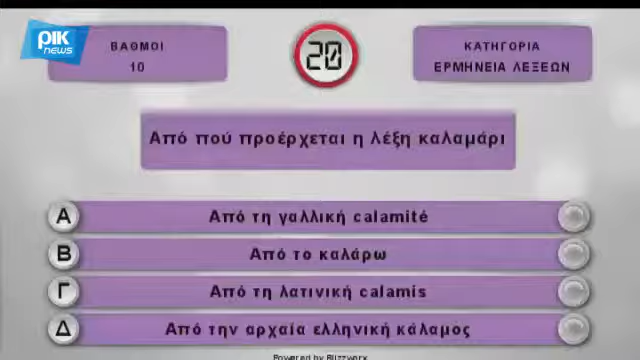 ρικ
news
ΒΑΘΜΟΙ
10
20
ΚΑΤΗΓΟΡΙΑ
ΕΡΜΗΝΕΙΑ ΛΕΞΕΩΝ
Από πού προέρχεται η λέξη καλαμάρι
Α Από τη γαλλική calamité
Β Από το καλάρω
Γ Από τη λατινική calamis
Δ Από την αρχαία ελληνική κάλαμος
Powered by Blizzworx